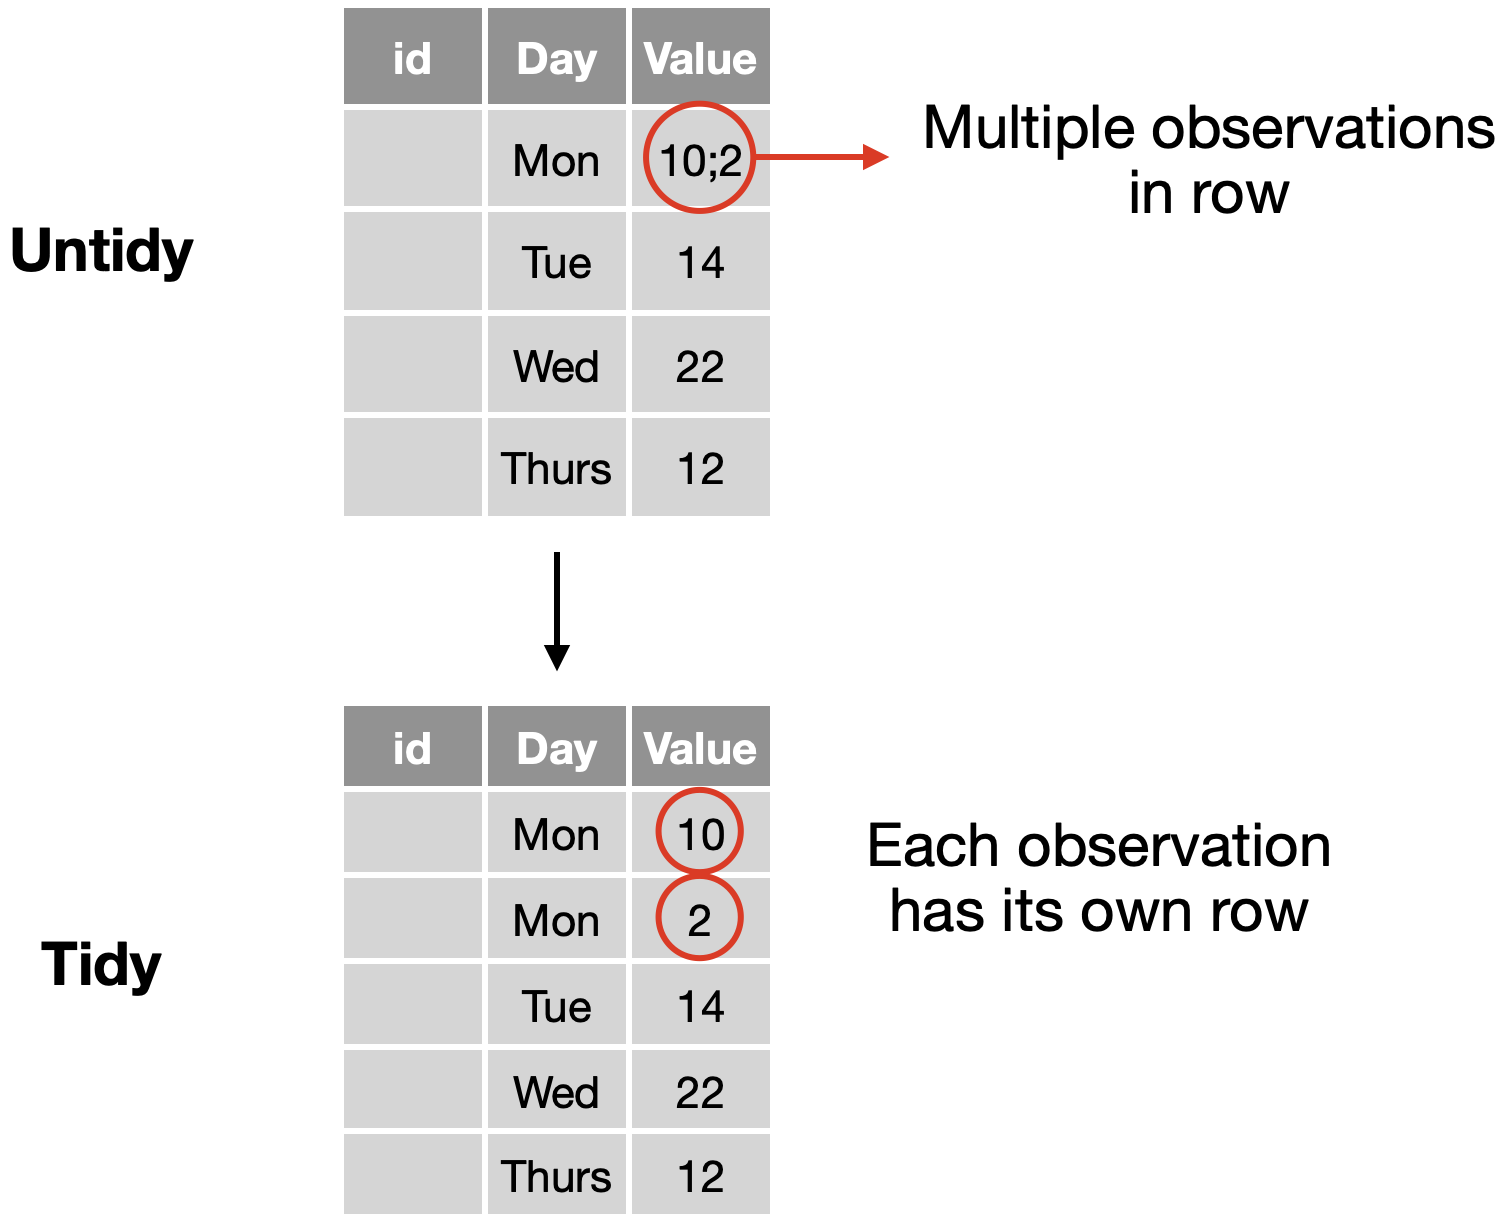 id Day Value
Mon 10;2
Multiple observations
in row
Untidy
Tue 14
Wed 22
Thurs 12
id Day Value
Mon 10
Each observation
has its own row
Mon 2
Tidy
Tue 14
Wed 22
Thurs 12